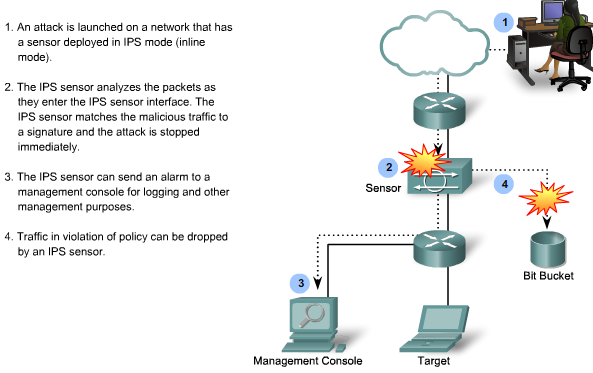 1. An attack is launched on a network that has
a sensor deployed in IPS mode (inline
mode).
2. The IPS sensor analyzes the packets as
they enter the IPS sensor interface. The
IPS sensor matches the malicious traffic to
a signature and the attack is stopped
immediately.
3. The IPS sensor can send an alarm to a
management console for logging and other
management purposes.
4. Traffic in violation of policy can be dropped
by an IPS sensor.
1
2
Sensor
4
Bit Bucket
3
Management Console
Target